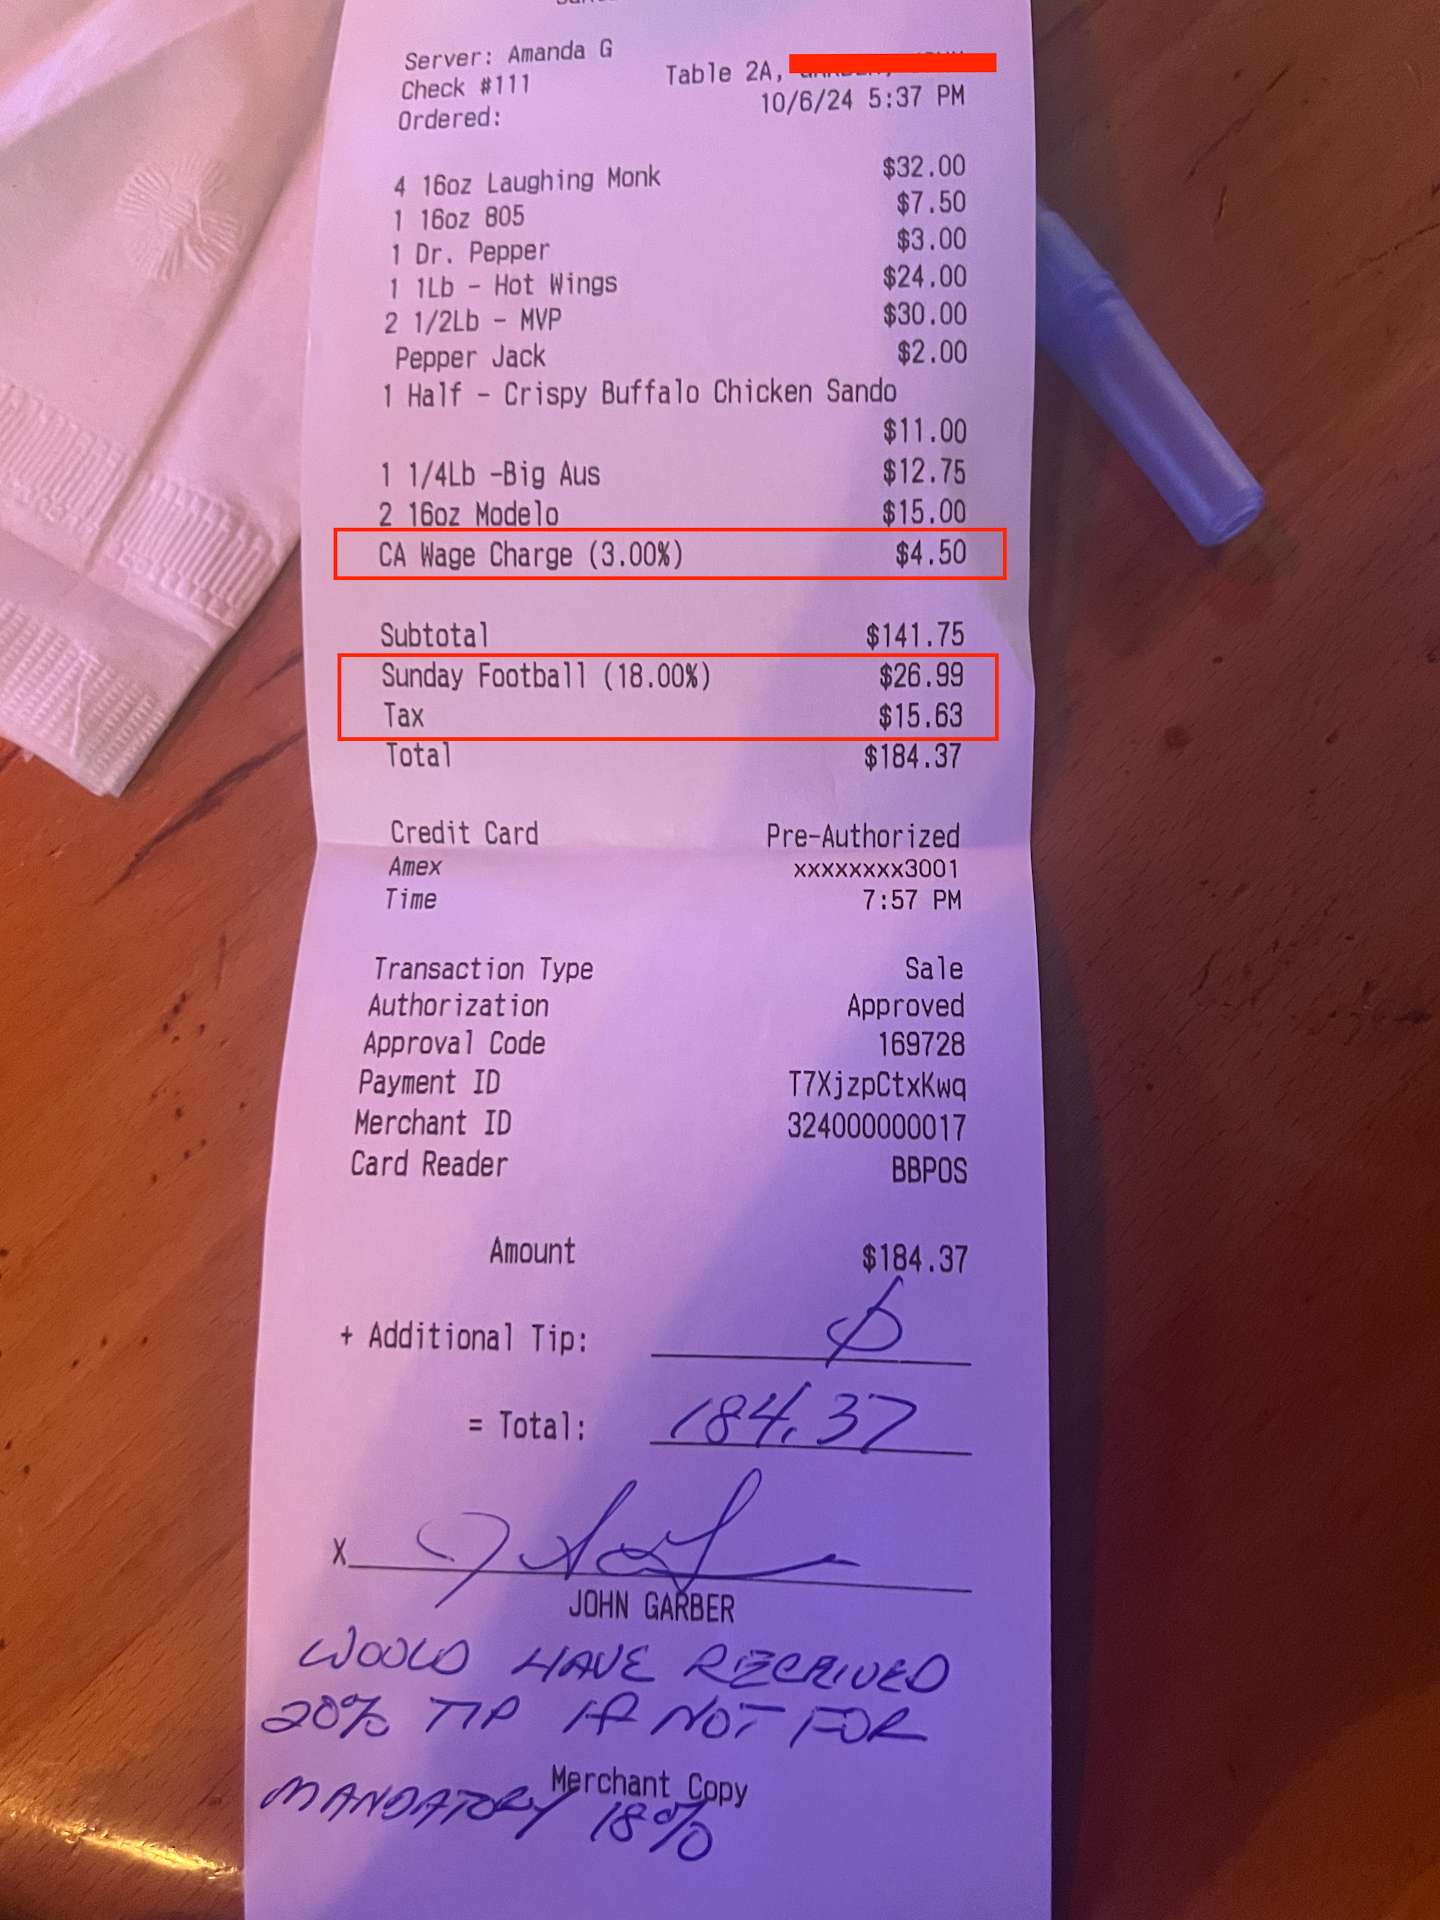 Server: Amanda G
Check #111
Table 2A,
Ordered:
10/6/24 5:37 PM
4 16oz Laughing Monk $32.00
1 16oz 805 $7.50
1 Dr. Pepper $3.00
1 1Lb - Hot Wings $24.00
2 1/2Lb - MVP $30.00
Pepper Jack $2.00
1 Half - Crispy Buffalo Chicken Sando
$11.00
1 1/4Lb -Big Aus $12.75
2 16oz Modelo $15.00
CA Wage Charge (3.00%) $4.50
Subtotal $141.75
Sunday Football (18.00%) $26.99
Tax $15.63
Total $184.37
Credit Card Pre-Authorized
Amex xxxxxxxx3001
Time 7:57 PM
Transaction Type Sale
Authorization Approved
Approval Code 169728
Payment ID T7XjzpCtxKwq
Merchant ID 324000000017
Card Reader BBPOS
Amount $184.37
+ Additional Tip: 0
= Total: 184.37
X
JOHN GARBER
WOULD HAVE RECEIVED
20% TIP IF NOT FOR
Merchant Copy
MANDATORY 18%